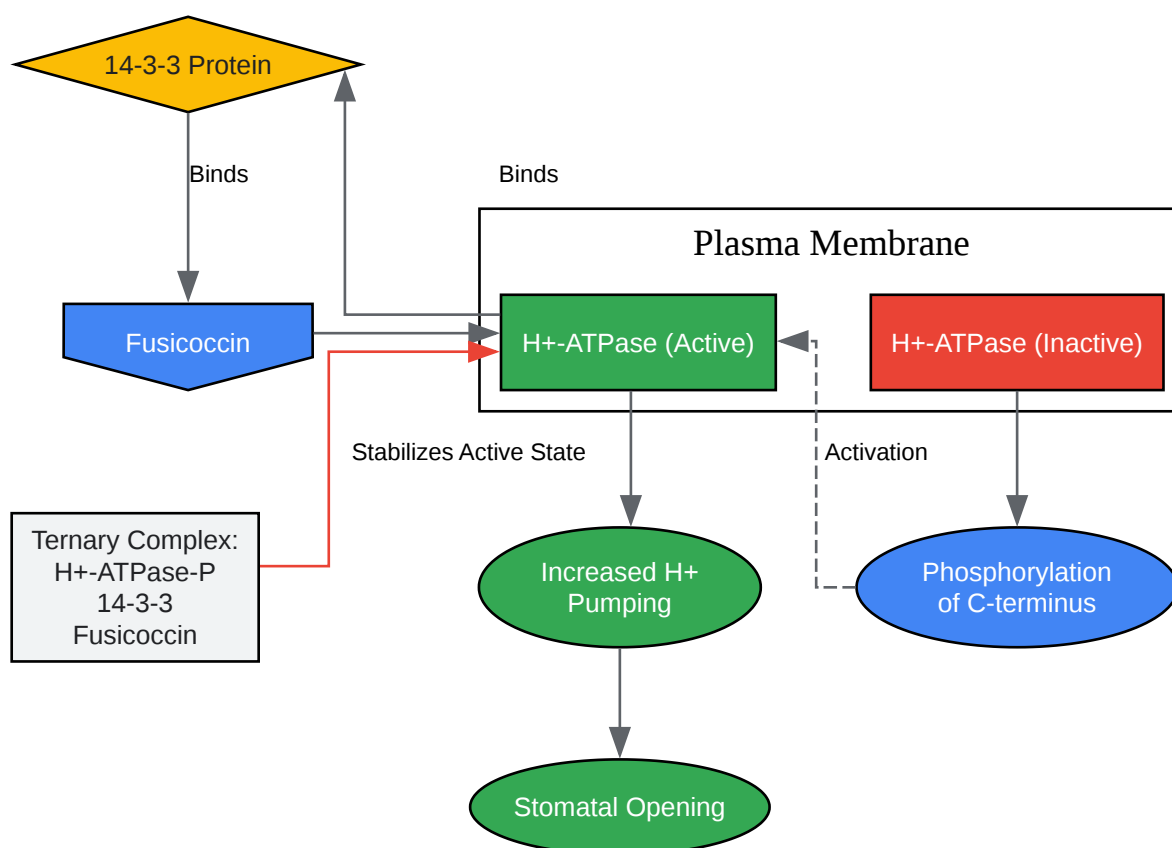 14-3-3 Protein
Binds
Binds
Plasma Membrane
Fusicoccin
H+-ATPase (Active)
H+-ATPase (Inactive)
Stabilizes Active State
Activation
Ternary Complex:
H+-ATPase-P
14-3-3
Fusicoccin
Increased H+
Pumping
Phosphorylation
of C-terminus
Stomatal Opening